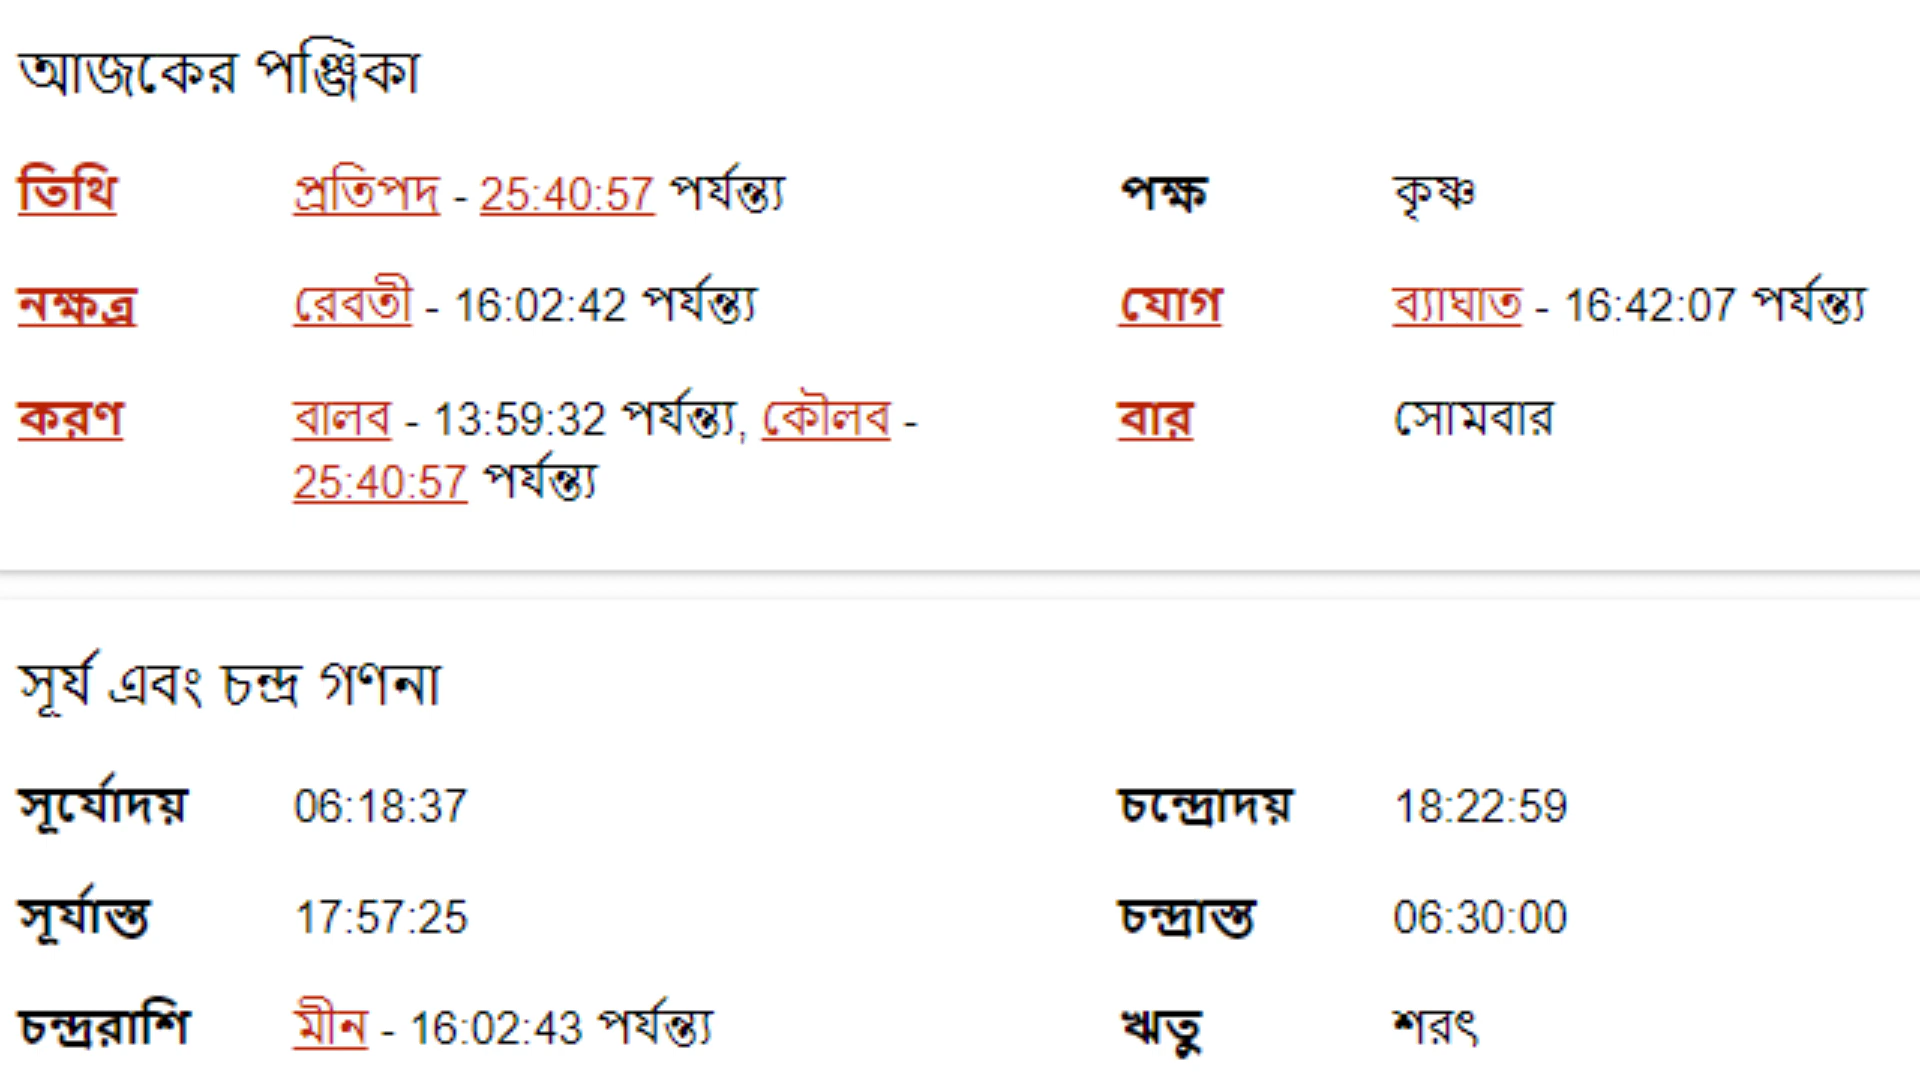 আজকের পঞ্জিকা
তিথি প্রতিপদ - 25:40:57 পর্যন্ত্য পক্ষ কৃষ্ণ
নক্ষত্র রেবতী - 16:02:42 পর্যন্ত্য যোগ ব্যাঘাত - 16:42:07 পর্যন্ত্য
করণ বালব - 13:59:32 পর্যন্ত্য, কৌলব - বার সোমবার
25:40:57 পর্যন্ত্য
সূর্য এবং চন্দ্র গণনা
সূর্যোদয় 06:18:37 চন্দ্রোদয় 18:22:59
সূর্যাস্ত 17:57:25 চন্দ্রাস্ত 06:30:00
চন্দ্ররাশি মীন - 16:02:43 পর্যন্ত্য ঋতু শরৎ